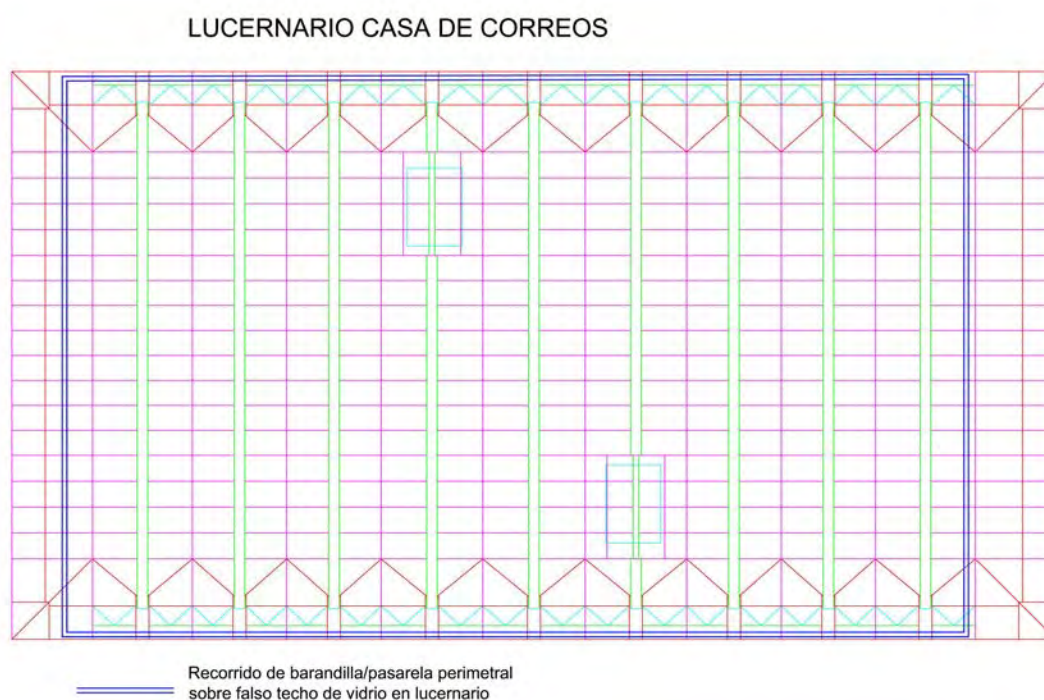 LUCERNARIO CASA DE CORREOS
Recorrido de barandilla/pasarela perimetral
sobre falso techo de vidrio en lucernario